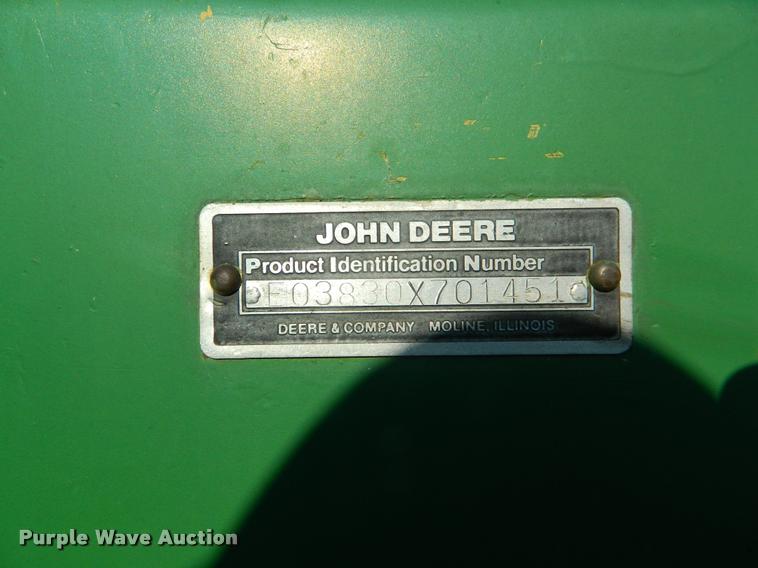 JOHN DEERE
Product Identification Number
E03830X701451
DEERE & COMPANY MOLINE, ILLINOIS
Purple Wave Auction